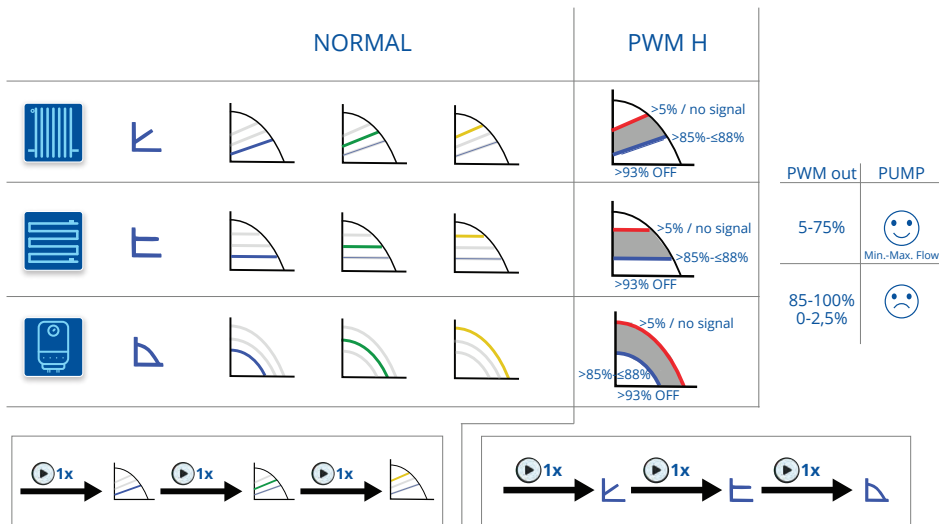 NORMAL
PWM H
>5% / no signal
>85%-≤88%
>93% OFF
>5% / no signal
>85%-≤88%
>93% OFF
>5% / no signal
>85%-≤88%
>93% OFF
PWM out
PUMP
5-75%
Min.-Max. Flow
85-100%
0-2,5%
1x
1x
1x
1x
1x
1x